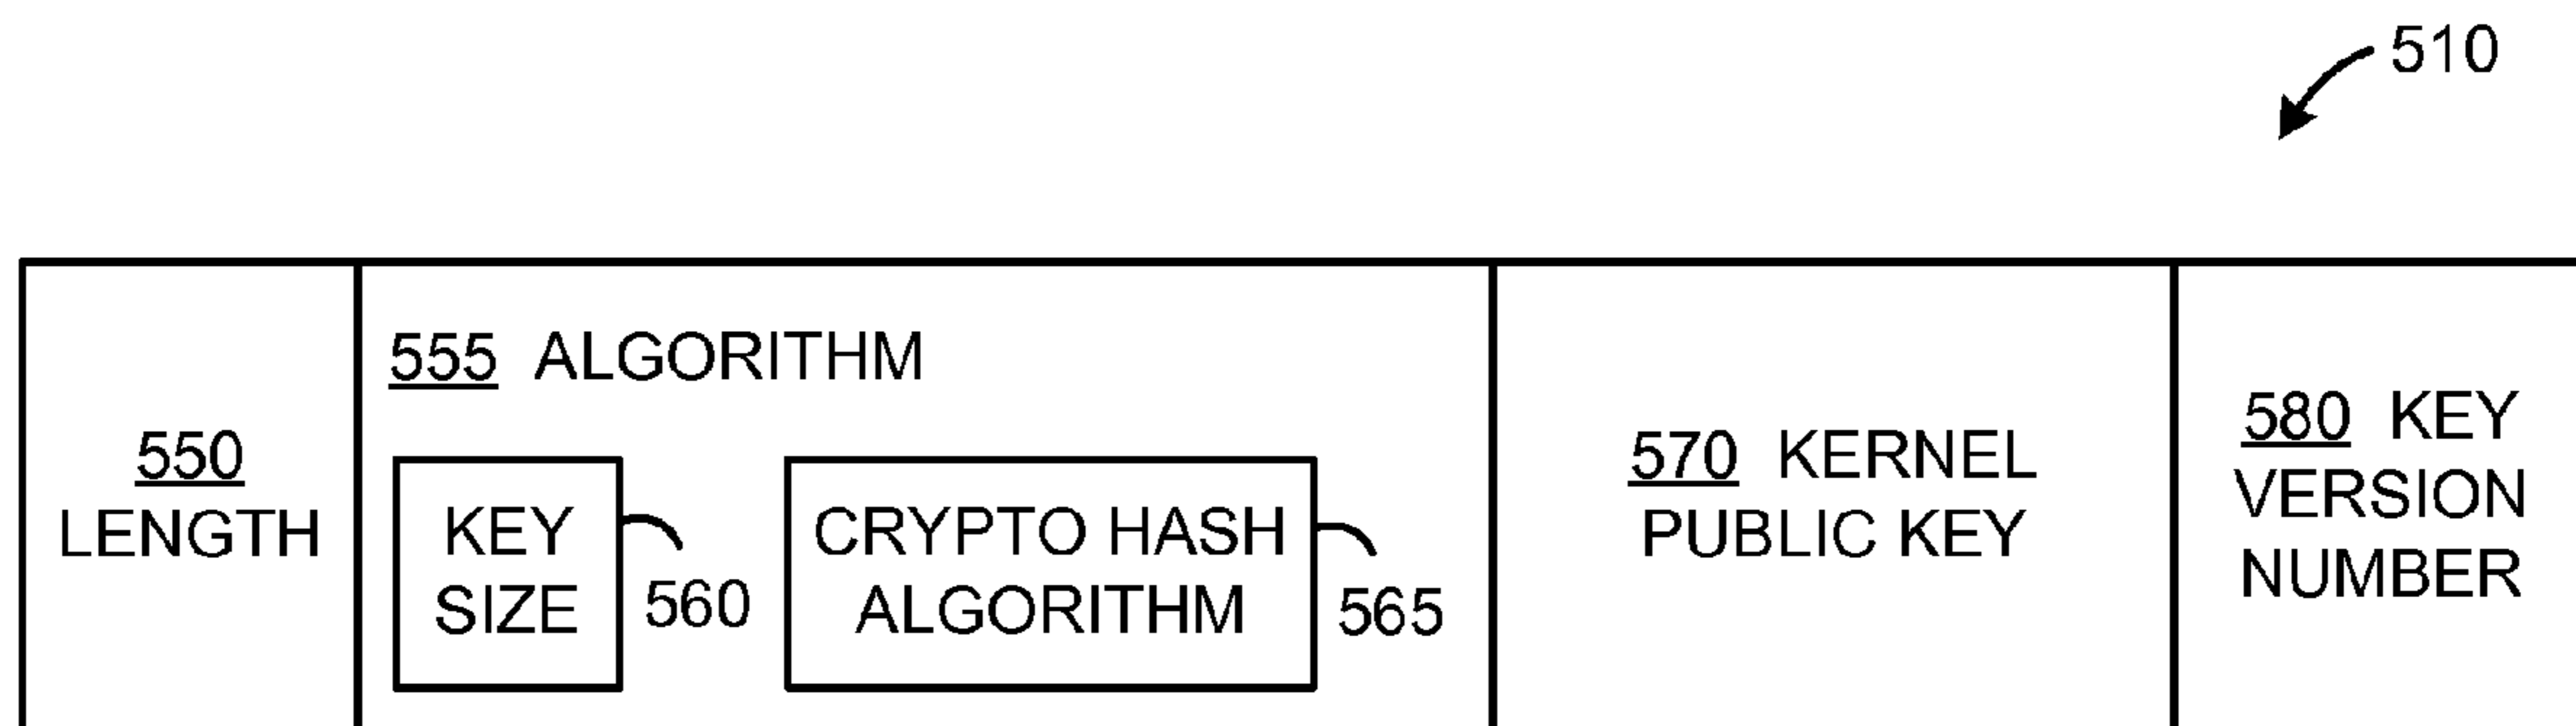 510
550
LENGTH
555 ALGORITHM
KEY
SIZE
560
CRYPTO HASH
ALGORITHM
565
570 KERNEL
PUBLIC KEY
580 KEY
VERSION
NUMBER